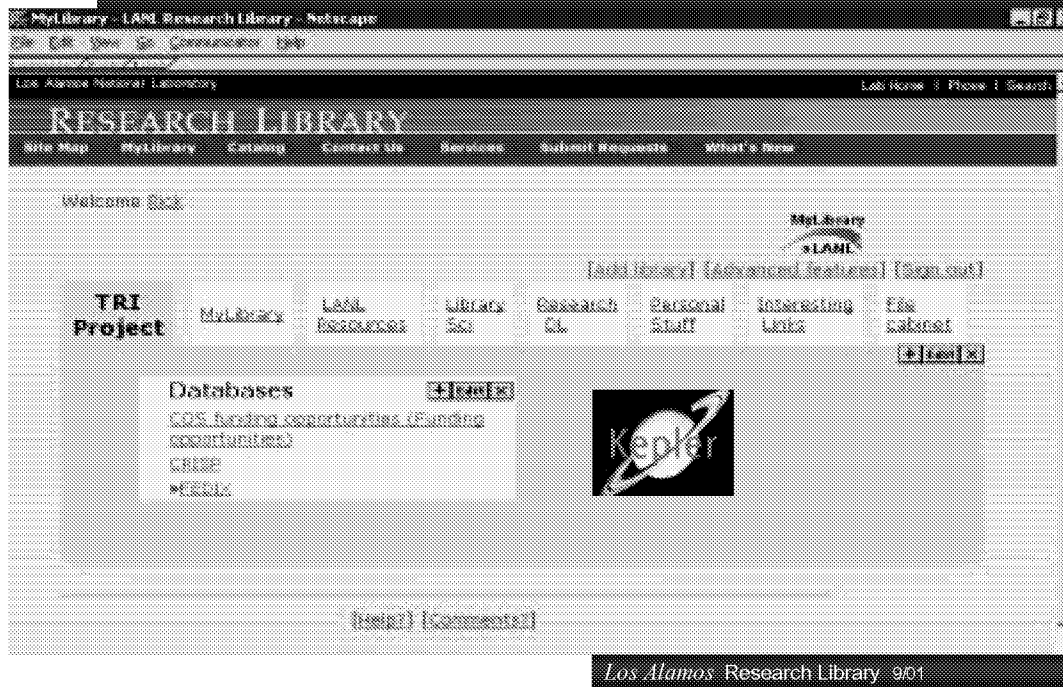 MyLibrary - LANL Research Library - Netscape
File Edit View Go Communicator Help
Los Alamos National Laboratory Lab Home | Phone | Search
RESEARCH LIBRARY
Site Map MyLibrary Catalog Contact Us Services Submit Requests What's New
Welcome Rick
MyLibrary
@LANL
[add library] [Advanced features] [Sign out]
TRI Project MyLibrary LANL Resources Library Sci Research DL Personal Stuff Interesting Links File cabinet
+ Edit X
Databases + Edit X
COS funding opportunities (Funding
opportunities)
CRISP
»FEDIX
Kepler
[Help?] [Comments?]
Los Alamos Research Library 9/01